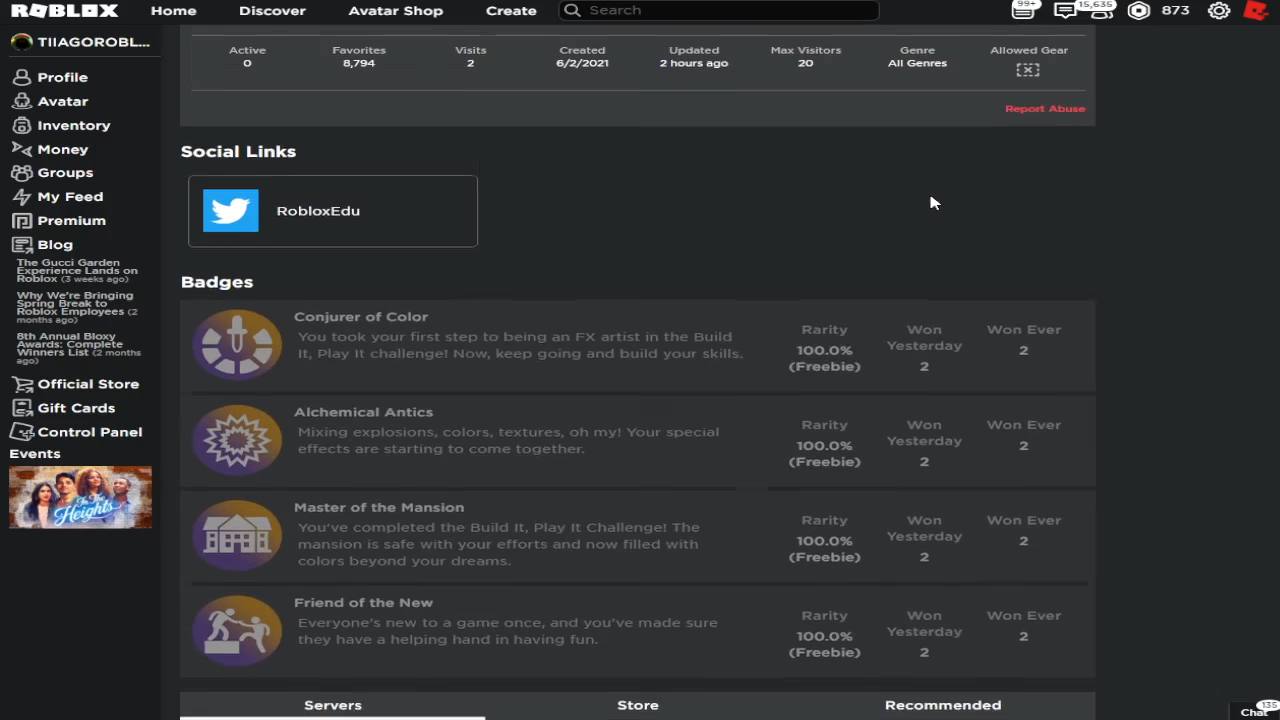 ROBLOX Home Discover Avatar Shop Create Search 99+ 15,635 873
TIIAGOROBL...
Profile
Avatar
Inventory
Money
Groups
My Feed
Premium
Blog
The Gucci Garden
Experience Lands on
Roblox (3 weeks ago)
Why We're Bringing
Spring Break to
Roblox Employees (2
months ago)
8th Annual Bloxy
Awards: Complete
Winners List (2 months
ago)
Official Store
Gift Cards
Control Panel
Events
In The
Heights
Active Favorites Visits Created Updated Max Visitors Genre Allowed Gear
0 8,794 2 6/2/2021 2 hours ago 20 All Genres
Report Abuse
Social Links
RobloxEdu
Badges
Conjurer of Color
You took your first step to being an FX artist in the Build
It, Play It challenge! Now, keep going and build your skills.
Rarity
100.0%
(Freebie)
Won
Yesterday
2
Won Ever
2
Alchemical Antics
Mixing explosions, colors, textures, oh my! Your special
effects are starting to come together.
Rarity
100.0%
(Freebie)
Won
Yesterday
2
Won Ever
2
Master of the Mansion
You've completed the Build It, Play It Challenge! The
mansion is safe with your efforts and now filled with
colors beyond your dreams.
Rarity
100.0%
(Freebie)
Won
Yesterday
2
Won Ever
2
Friend of the New
Everyone's new to a game once, and you've made sure
they have a helping hand in having fun.
Rarity
100.0%
(Freebie)
Won
Yesterday
2
Won Ever
2
Servers Store Recommended
Chat 135